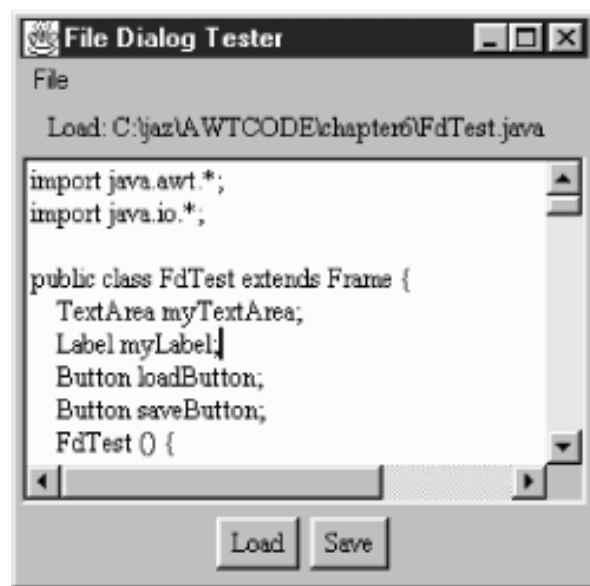 File Dialog Tester
File
Load: C:\jaz\AWTCODE\chapter6\FdTest.java
import java.awt.*;
import java.io.*;
public class FdTest extends Frame {
TextArea myTextArea;
Label myLabel;
Button loadButton;
Button saveButton;
FdTest () {
Load Save